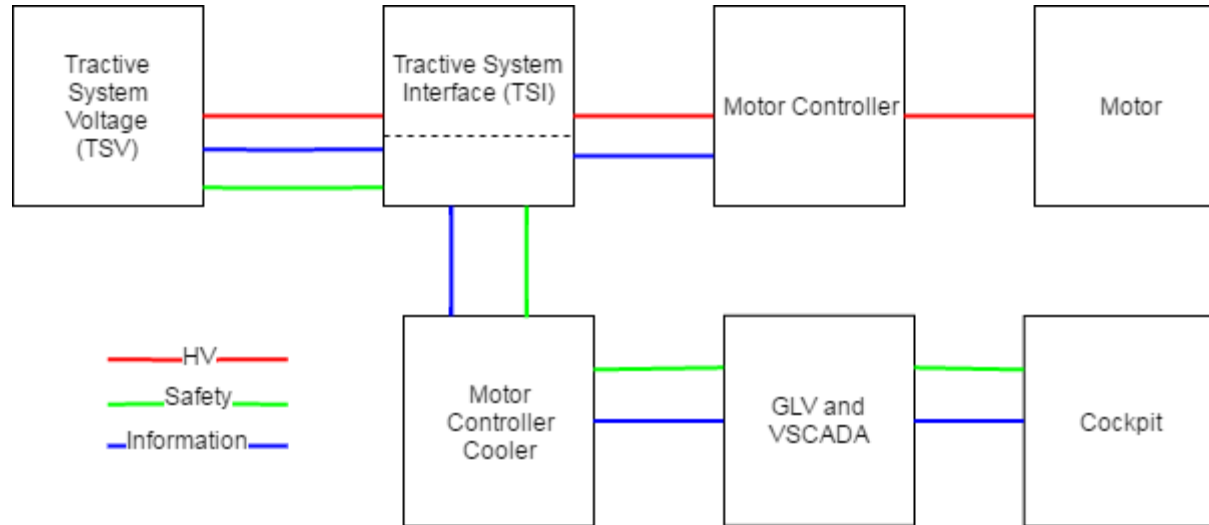 Tractive
System
Voltage
(TSV)
Tractive System
Interface (TSI)
Motor Controller
Motor
HV
Safety
Information
Motor
Controller
Cooler
GLV and
VSCADA
Cockpit